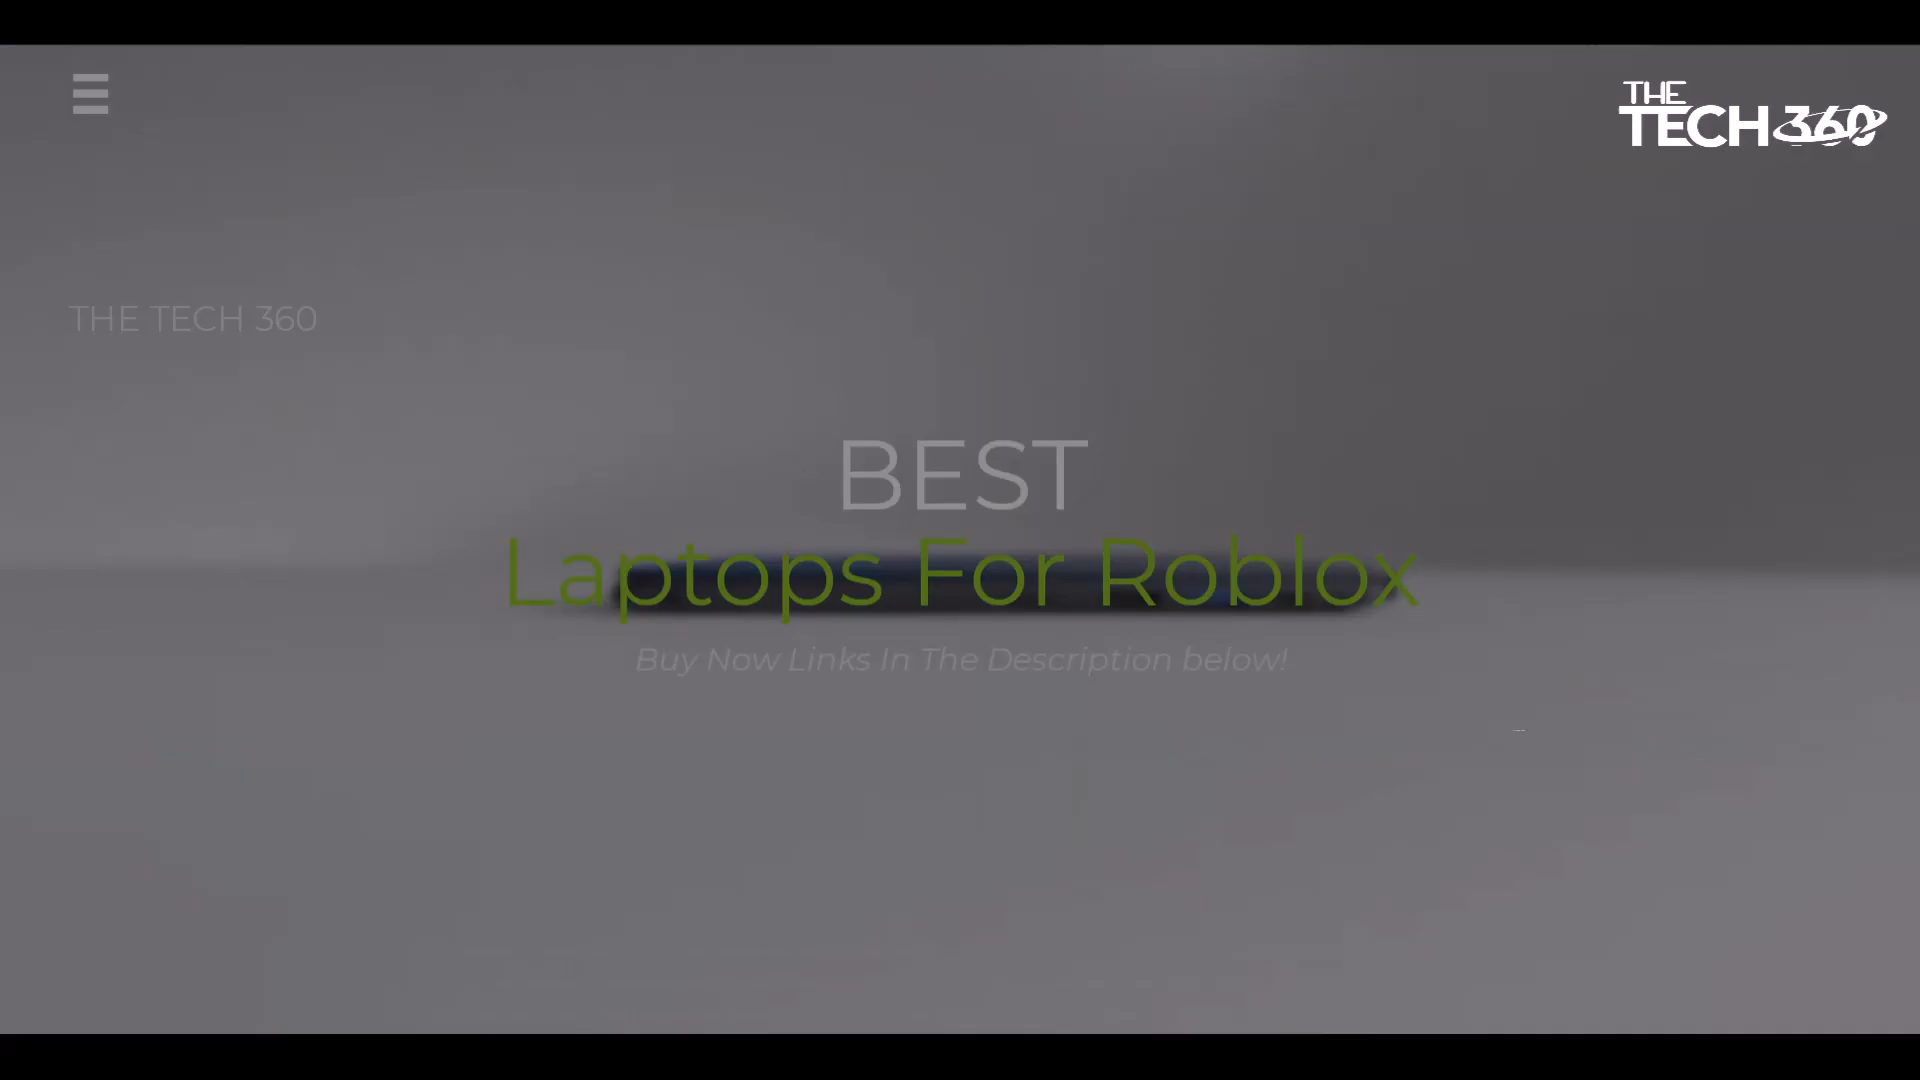 THE
TECH 360
THE TECH 360
BEST
Laptops For Roblox
Buy Now Links In The Description below!